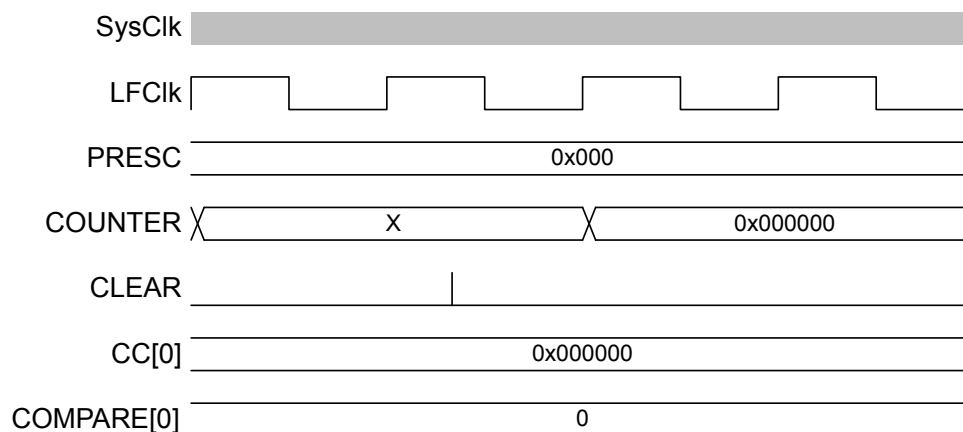 SysClk
LFClk
PRESC 0x000
COUNTER X 0x000000
CLEAR
CC[0] 0x000000
COMPARE[0] 0